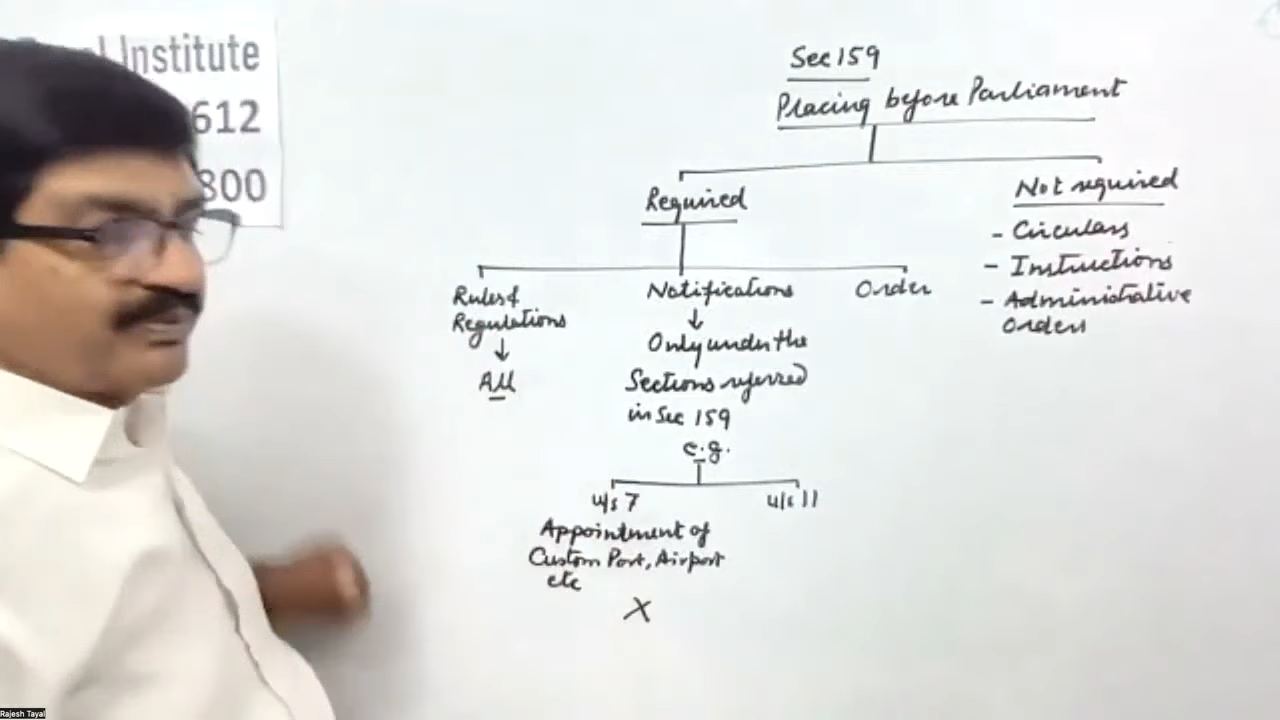 Institute
612
800
Sec 159
Placing before Parliament
Required
Not required
- Circulars
- Instructions
- Administrative
Orders
Rules &
Regulations
↓
All
Notifications
↓
Only under the
Sections referred
in Sec 159
e.g.
u/s 7
u/s 11
Appointment of
Custom Port, Airport
etc
X
Order
Rajesh Tayal